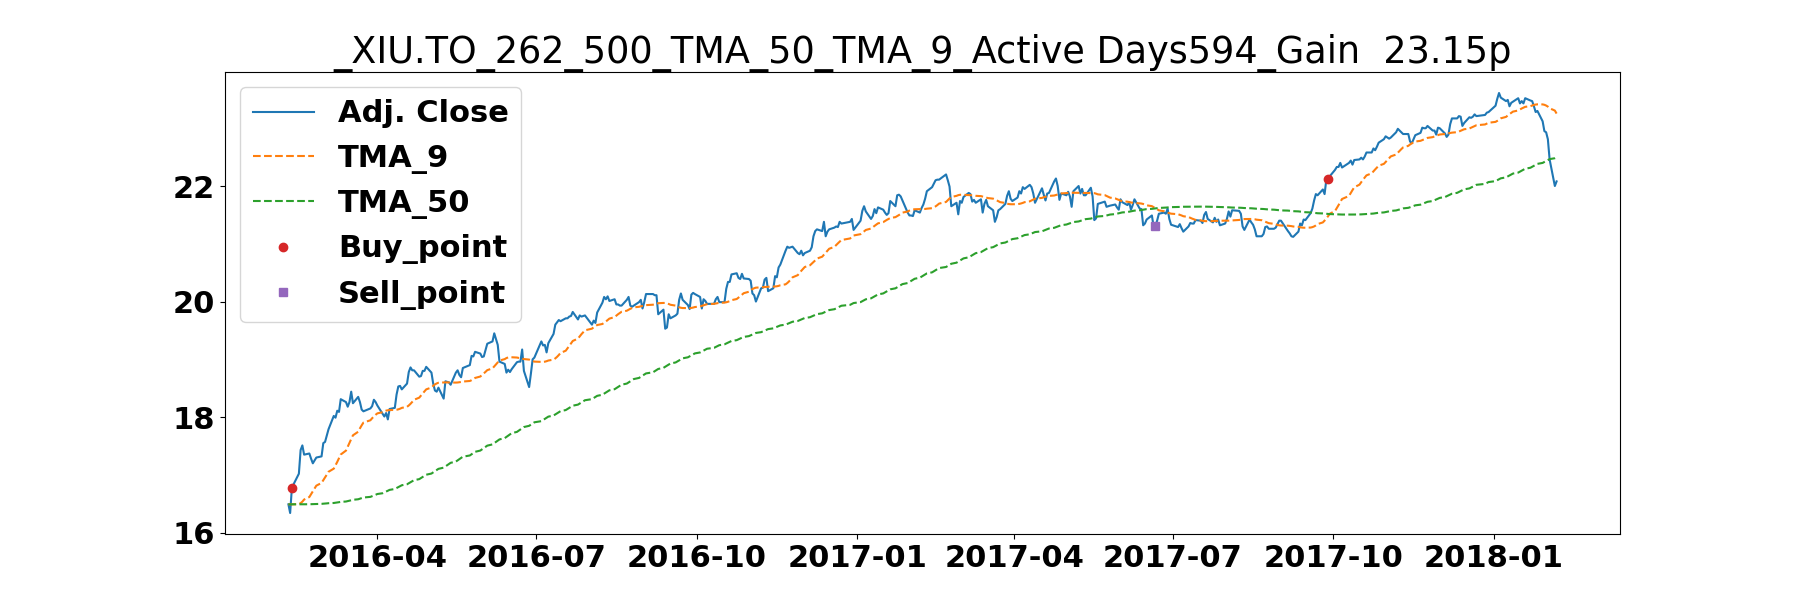 _XIU.TO_262_500_TMA_50_TMA_9_Active Days594_Gain  23.15p
Adj. Close
TMA_9
TMA_50
Buy_point
Sell_point
22
20
18
16
2016-04 2016-07 2016-10 2017-01 2017-04 2017-07 2017-10 2018-01